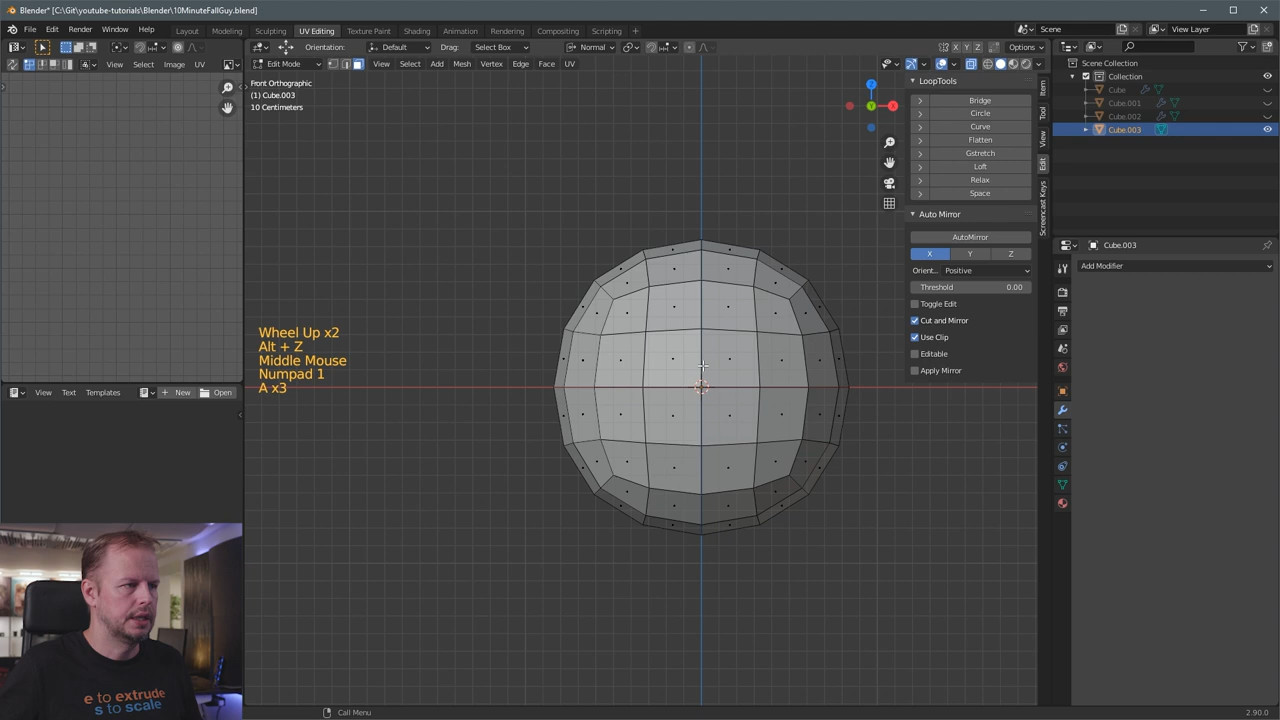 Blender* [C:\Git\youtube-tutorials\Blender\10MinuteFallGuy.blend]
File Edit Render Window Help
Layout Modeling Sculpting UV Editing Texture Paint Shading Animation Rendering Compositing Scripting +
Scene View Layer
Orientation: Default Drag: Select Box Normal X Y Z Options
View Select Image UV
Edit Mode View Select Add Mesh Vertex Edge Face UV
Front Orthographic
(1) Cube.003
10 Centimeters
Z
X
Y
Wheel Up x2
Alt + Z
Middle Mouse
Numpad 1
A x3
LoopTools
Bridge
Circle
Curve
Flatten
Gstretch
Loft
Relax
Space
Auto Mirror
AutoMirror
X Y Z
Orient.. Positive
Threshold 0.00
Toggle Edit
Cut and Mirror
Use Clip
Editable
Apply Mirror
Item
Tool
View
Edit
Screencast Keys
Scene Collection
Collection
Cube
Cube.001
Cube.002
Cube.003
Cube.003
Add Modifier
View Text Templates + New Open
e to extrude
s to scale
Call Menu
2.90.0